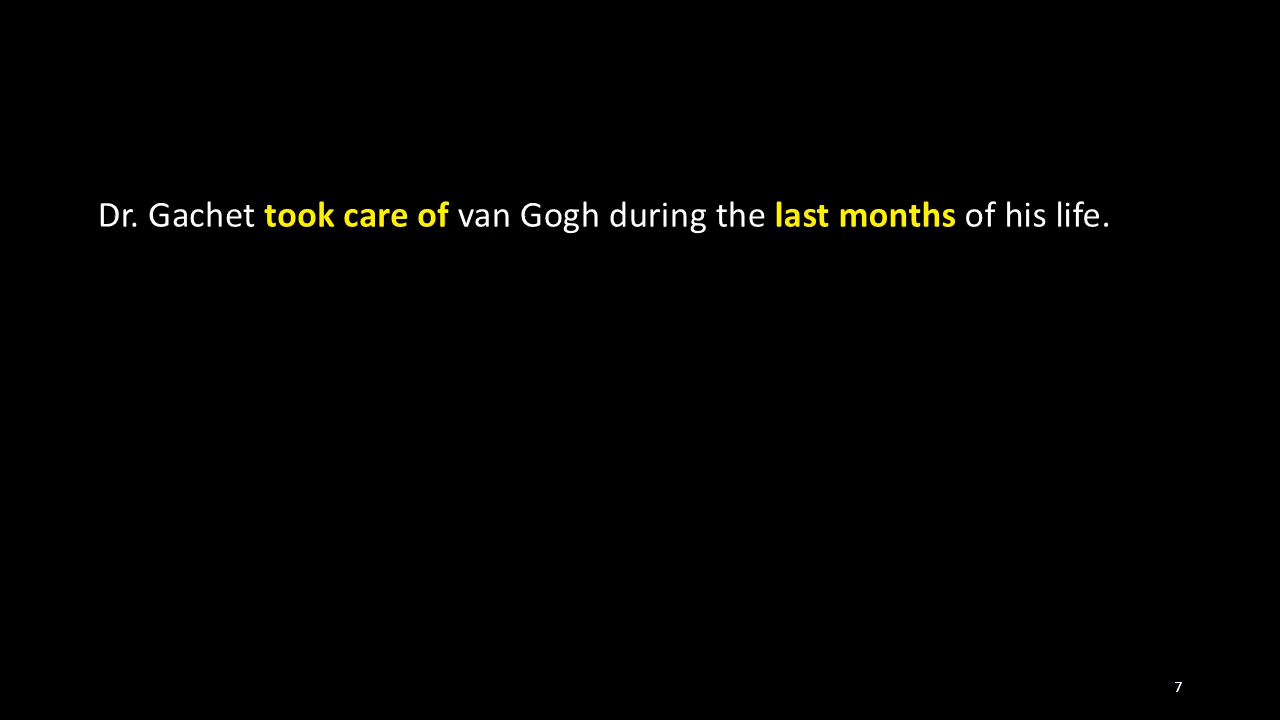 Dr. Gachet took care of van Gogh during the last months of his life.
7